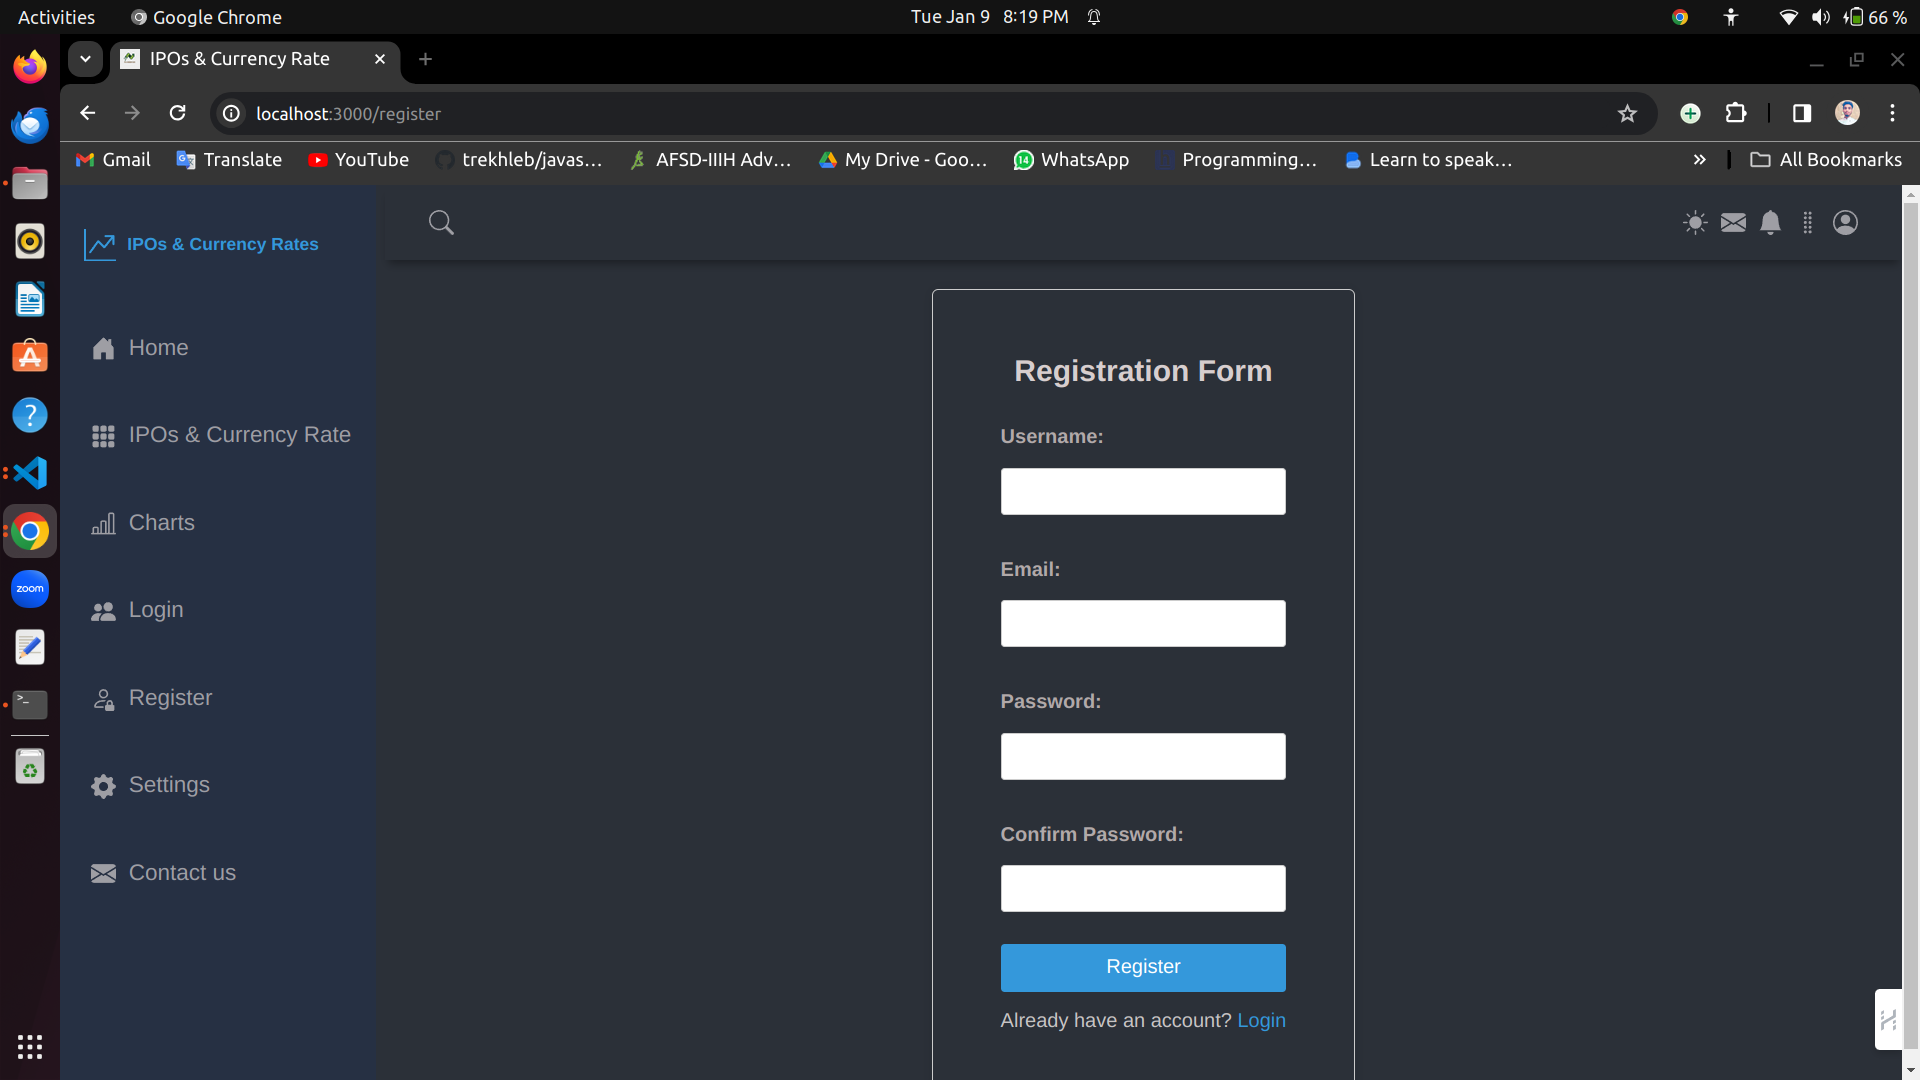 Activities
Google Chrome
Tue Jan 9 8:19 PM
66 %
IPOs & Currency Rate
localhost:3000/register
Gmail
Translate
YouTube
trekhleb/javas…
AFSD-IIIH Adv…
My Drive - Goo…
14
WhatsApp
Programming…
Learn to speak…
All Bookmarks
zoom
IPOs & Currency Rates
Home
IPOs & Currency Rate
Charts
Login
Register
Settings
Contact us
Registration Form
Username:
Email:
Password:
Confirm Password:
Register
Already have an account? Login